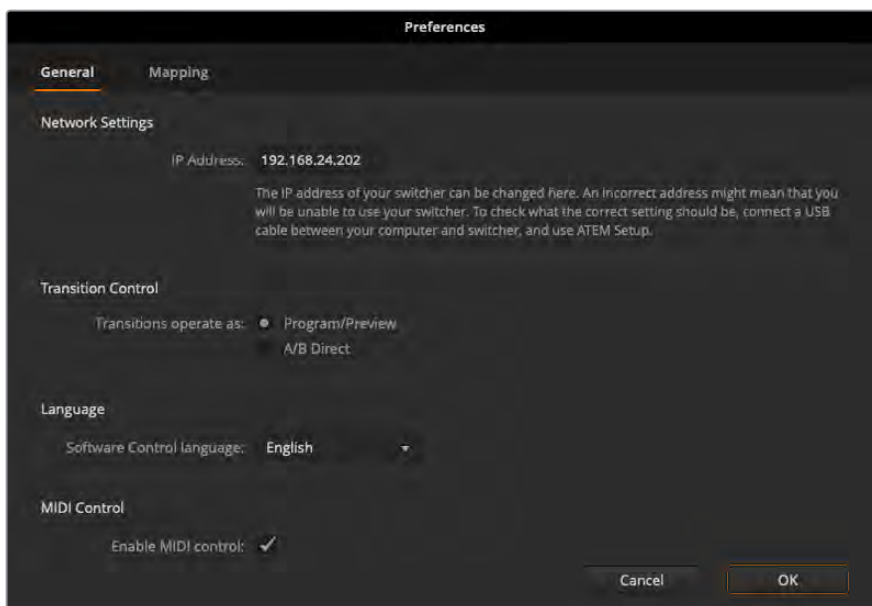 Preferences
General Mapping
Network Settings
IP Address: 192.168.24.202
The IP address of your switcher can be changed here. An incorrect address might mean that you
will be unable to use your switcher. To check what the correct setting should be, connect a USB
cable between your computer and switcher, and use ATEM Setup.
Transition Control
Transitions operate as: Program/Preview
A/B Direct
Language
Software Control language: English
MIDI Control
Enable MIDI control:
Cancel OK